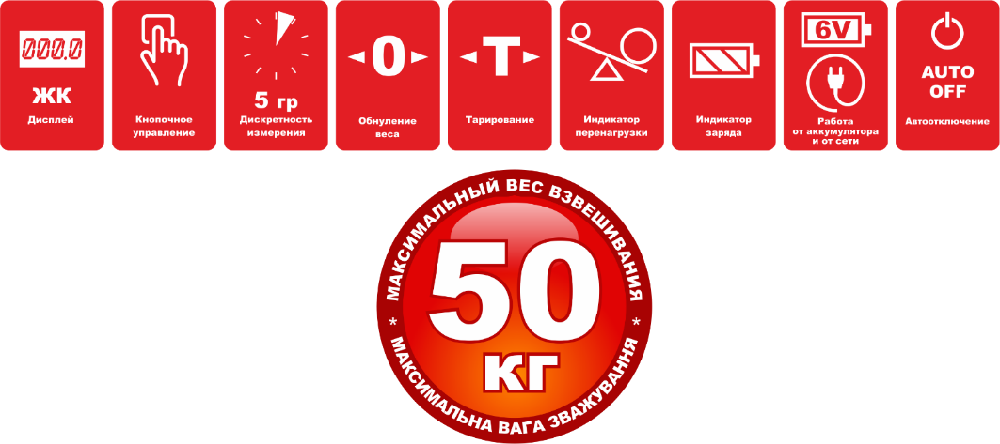 000.0
ЖК
Дисплей
Кнопочное
управление
5 гр
Дискретность
измерения
0
Обнуление
веса
Т
Тарирование
Индикатор
перенагрузки
Индикатор
заряда
6V
Работа
от аккумулятора
и от сети
AUTO
OFF
Автоотключение
МАКСИМАЛЬНЫЙ ВЕС ВЗВЕШИВАНИЯ
50
кг
* МАКСИМАЛЬНА ВАГА ЗВАЖУВАННЯ *